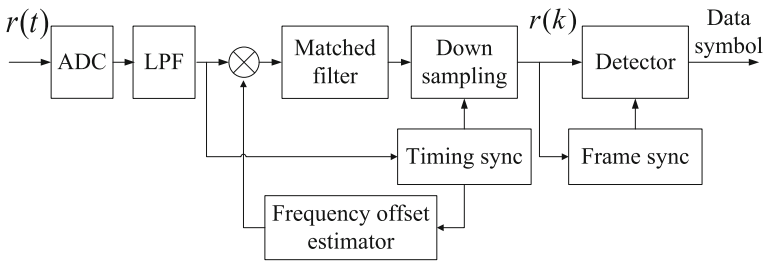 r(t)
ADC
LPF
Matched
filter
Down
sampling
r(k)
Detector
Data
symbol
Timing sync
Frame sync
Frequency offset
estimator